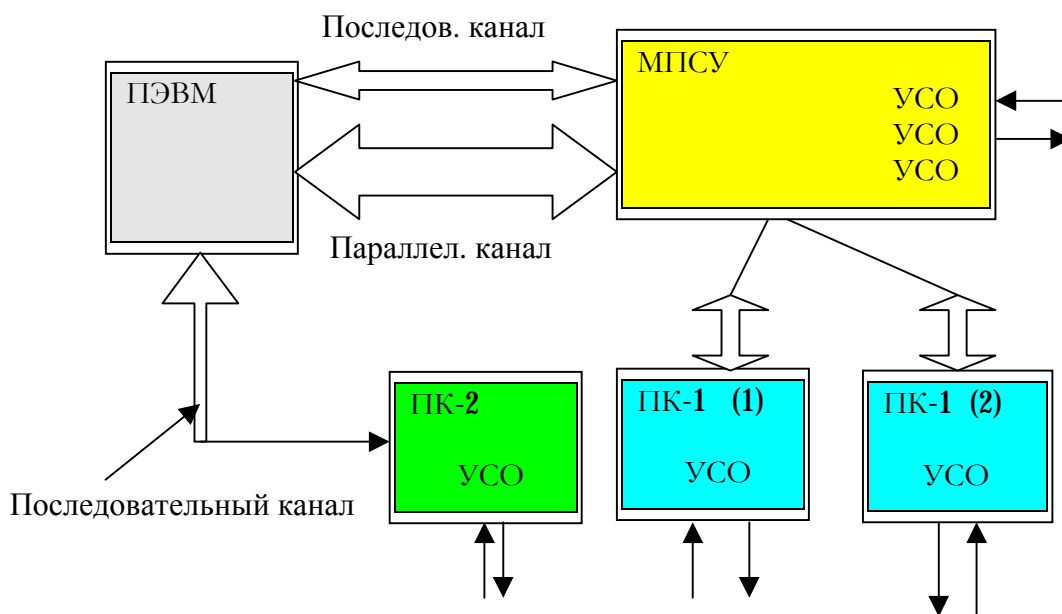 Последов. канал
ПЭВМ
МПСУ
УСО
УСО
УСО
Параллел. канал
ПК-2
УСО
ПК-1 (1)
УСО
ПК-1 (2)
УСО
Последовательный канал